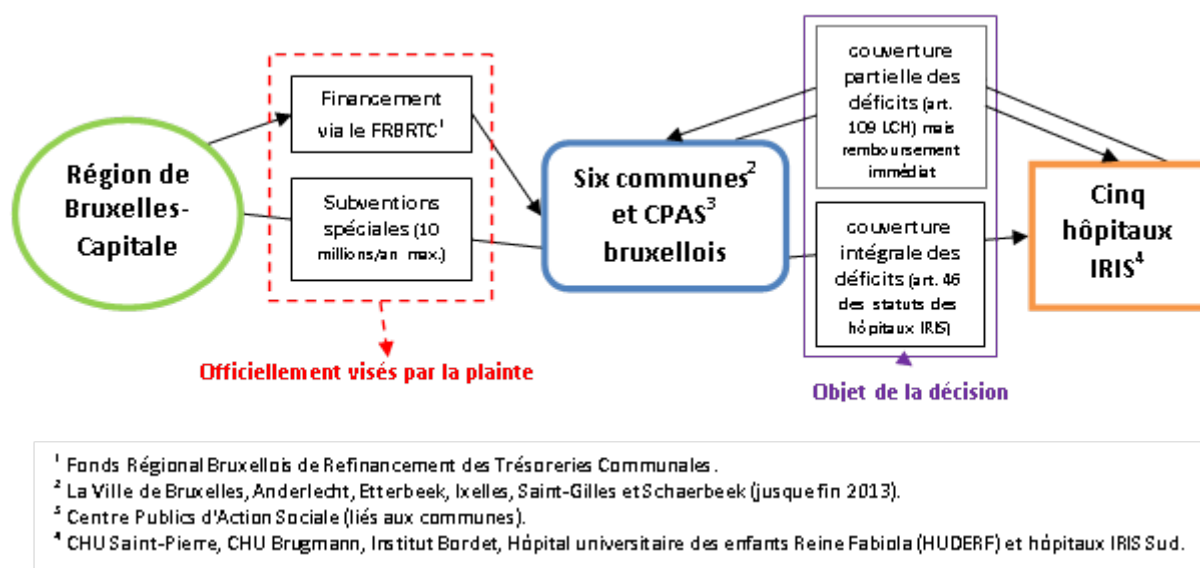 Région de
Bruxelles-
Capitale
Financement
via le FRBRTC¹
Subventions
spéciales (10
millions/an max.)
Officiellement visés par la plainte
Six communes²
et CPAS³
bruxellois
couverture
partielle des
déficits (art.
109 LCH) mais
remboursement
immédiat
couverture
intégrale des
déficits (art. 46
des statuts des
hôpitaux IRIS)
Objet de la décision
Cinq
hôpitaux
IRIS⁴
¹ Fonds Régional Bruxellois de Refinancement des Trésoreries Communales.
² La Ville de Bruxelles, Anderlecht, Etterbeek, Ixelles, Saint-Gilles et Schaerbeek (jusque fin 2013).
³ Centre Publics d'Action Sociale (liés aux communes).
⁴ CHU Saint-Pierre, CHU Brugmann, Institut Bordet, Hôpital universitaire des enfants Reine Fabiola (HUDERF) et hôpitaux IRIS Sud.